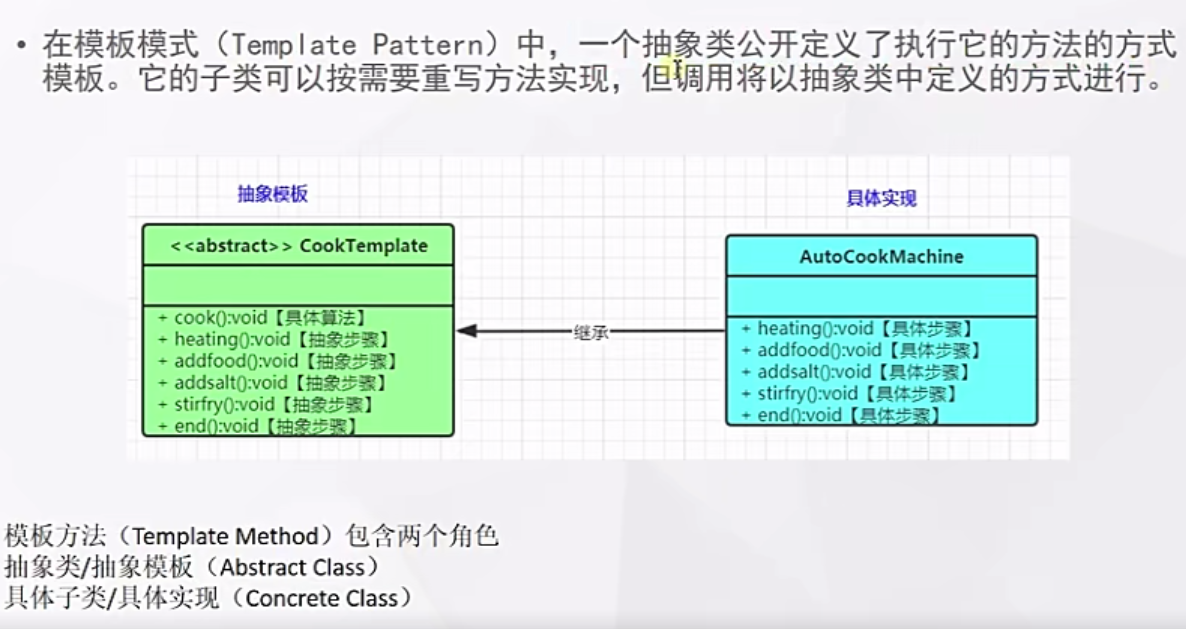 • 在模板模式（Template Pattern）中，一个抽象类公开定义了执行它的方法的方式
模板。它的子类可以按需要重写方法实现，但调用将以抽象类中定义的方式进行。
抽象模板
<<abstract>> CookTemplate
+ cook():void【具体算法】
+ heating():void【抽象步骤】
+ addfood():void【抽象步骤】
+ addsalt():void【抽象步骤】
+ stirfry():void【抽象步骤】
+ end():void【抽象步骤】
继承
具体实现
AutoCookMachine
+ heating():void【具体步骤】
+ addfood():void【具体步骤】
+ addsalt():void【具体步骤】
+ stirfry():void【具体步骤】
+ end():void【具体步骤】
模板方法（Template Method）包含两个角色
抽象类/抽象模板（Abstract Class）
具体子类/具体实现（Concrete Class）